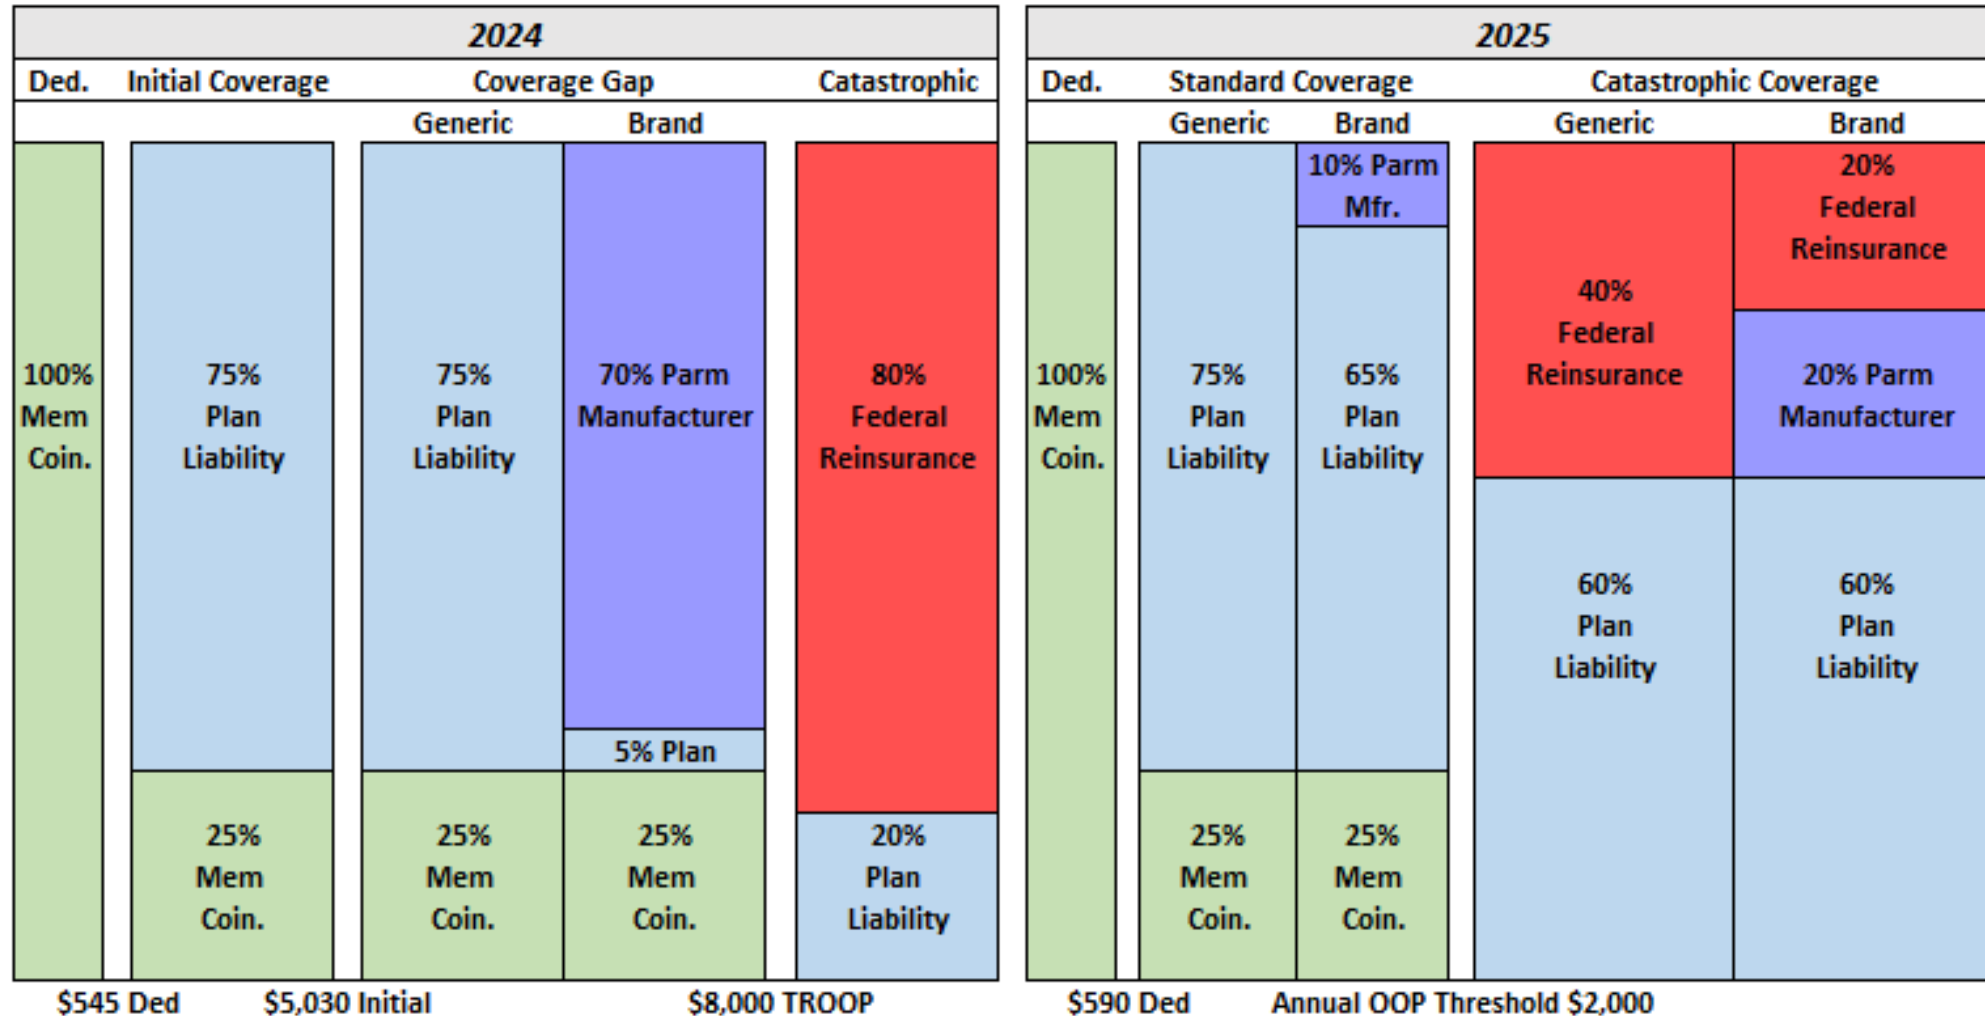 2024
Ded. Initial Coverage Coverage Gap Catastrophic
Generic Brand
100%
Mem
Coin.
75%
Plan
Liability
25%
Mem
Coin.
75%
Plan
Liability
25%
Mem
Coin.
70% Parm
Manufacturer
5% Plan
25%
Mem
Coin.
80%
Federal
Reinsurance
20%
Plan
Liability
$545 Ded $5,030 Initial $8,000 TROOP
2025
Ded. Standard Coverage Catastrophic Coverage
Generic Brand Generic Brand
100%
Mem
Coin.
75%
Plan
Liability
25%
Mem
Coin.
10% Parm
Mfr.
65%
Plan
Liability
25%
Mem
Coin.
40%
Federal
Reinsurance
60%
Plan
Liability
20%
Federal
Reinsurance
20% Parm
Manufacturer
60%
Plan
Liability
$590 Ded Annual OOP Threshold $2,000